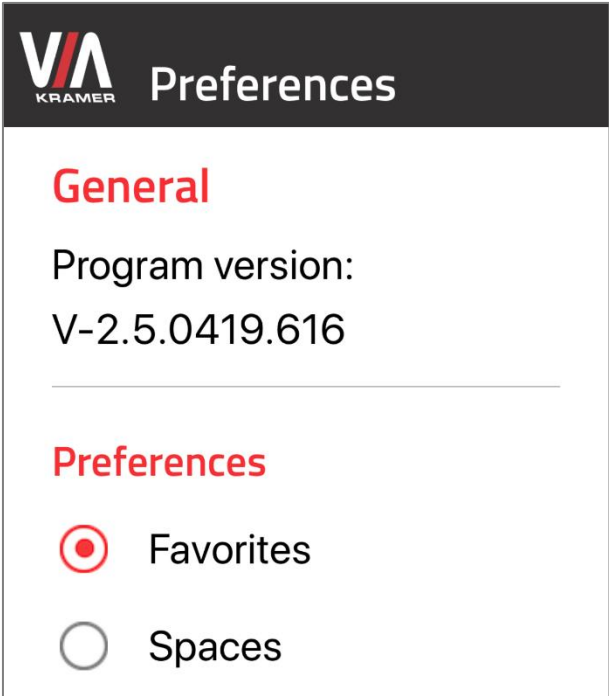 VIA
KRAMER
Preferences
General
Program version:
V-2.5.0419.616
Preferences
Favorites
Spaces